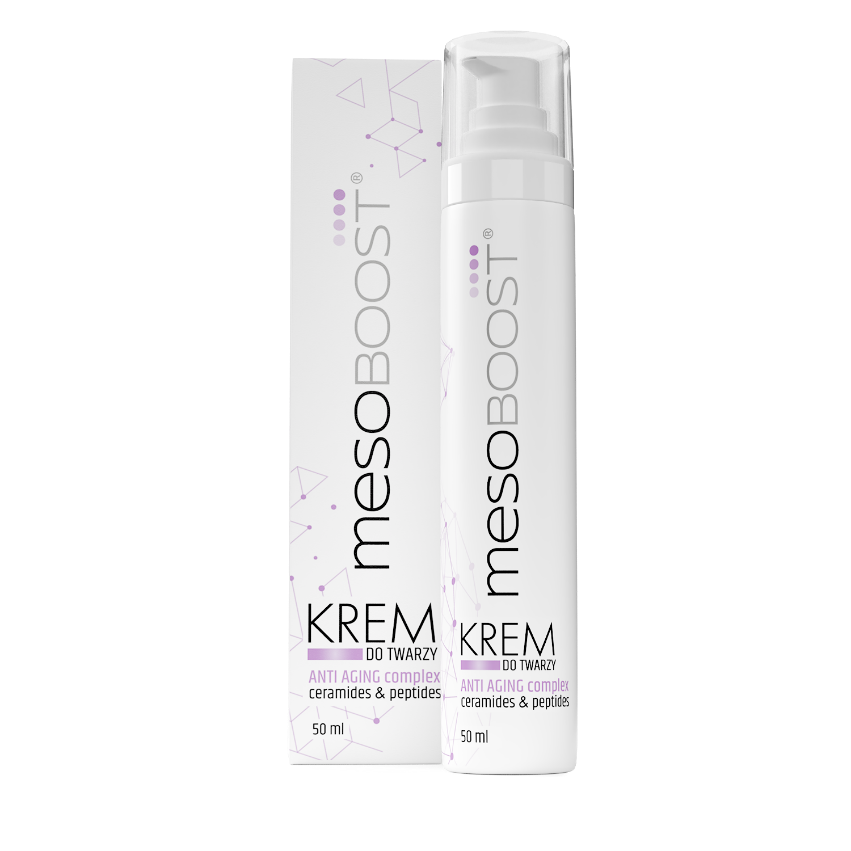 mesoBOOST®
KREM
DO TWARZY
ANTI AGING complex
ceramides & peptides
50 ml
mesoBOOST®
KREM
DO TWARZY
ANTI AGING complex
ceramides & peptides
50 ml